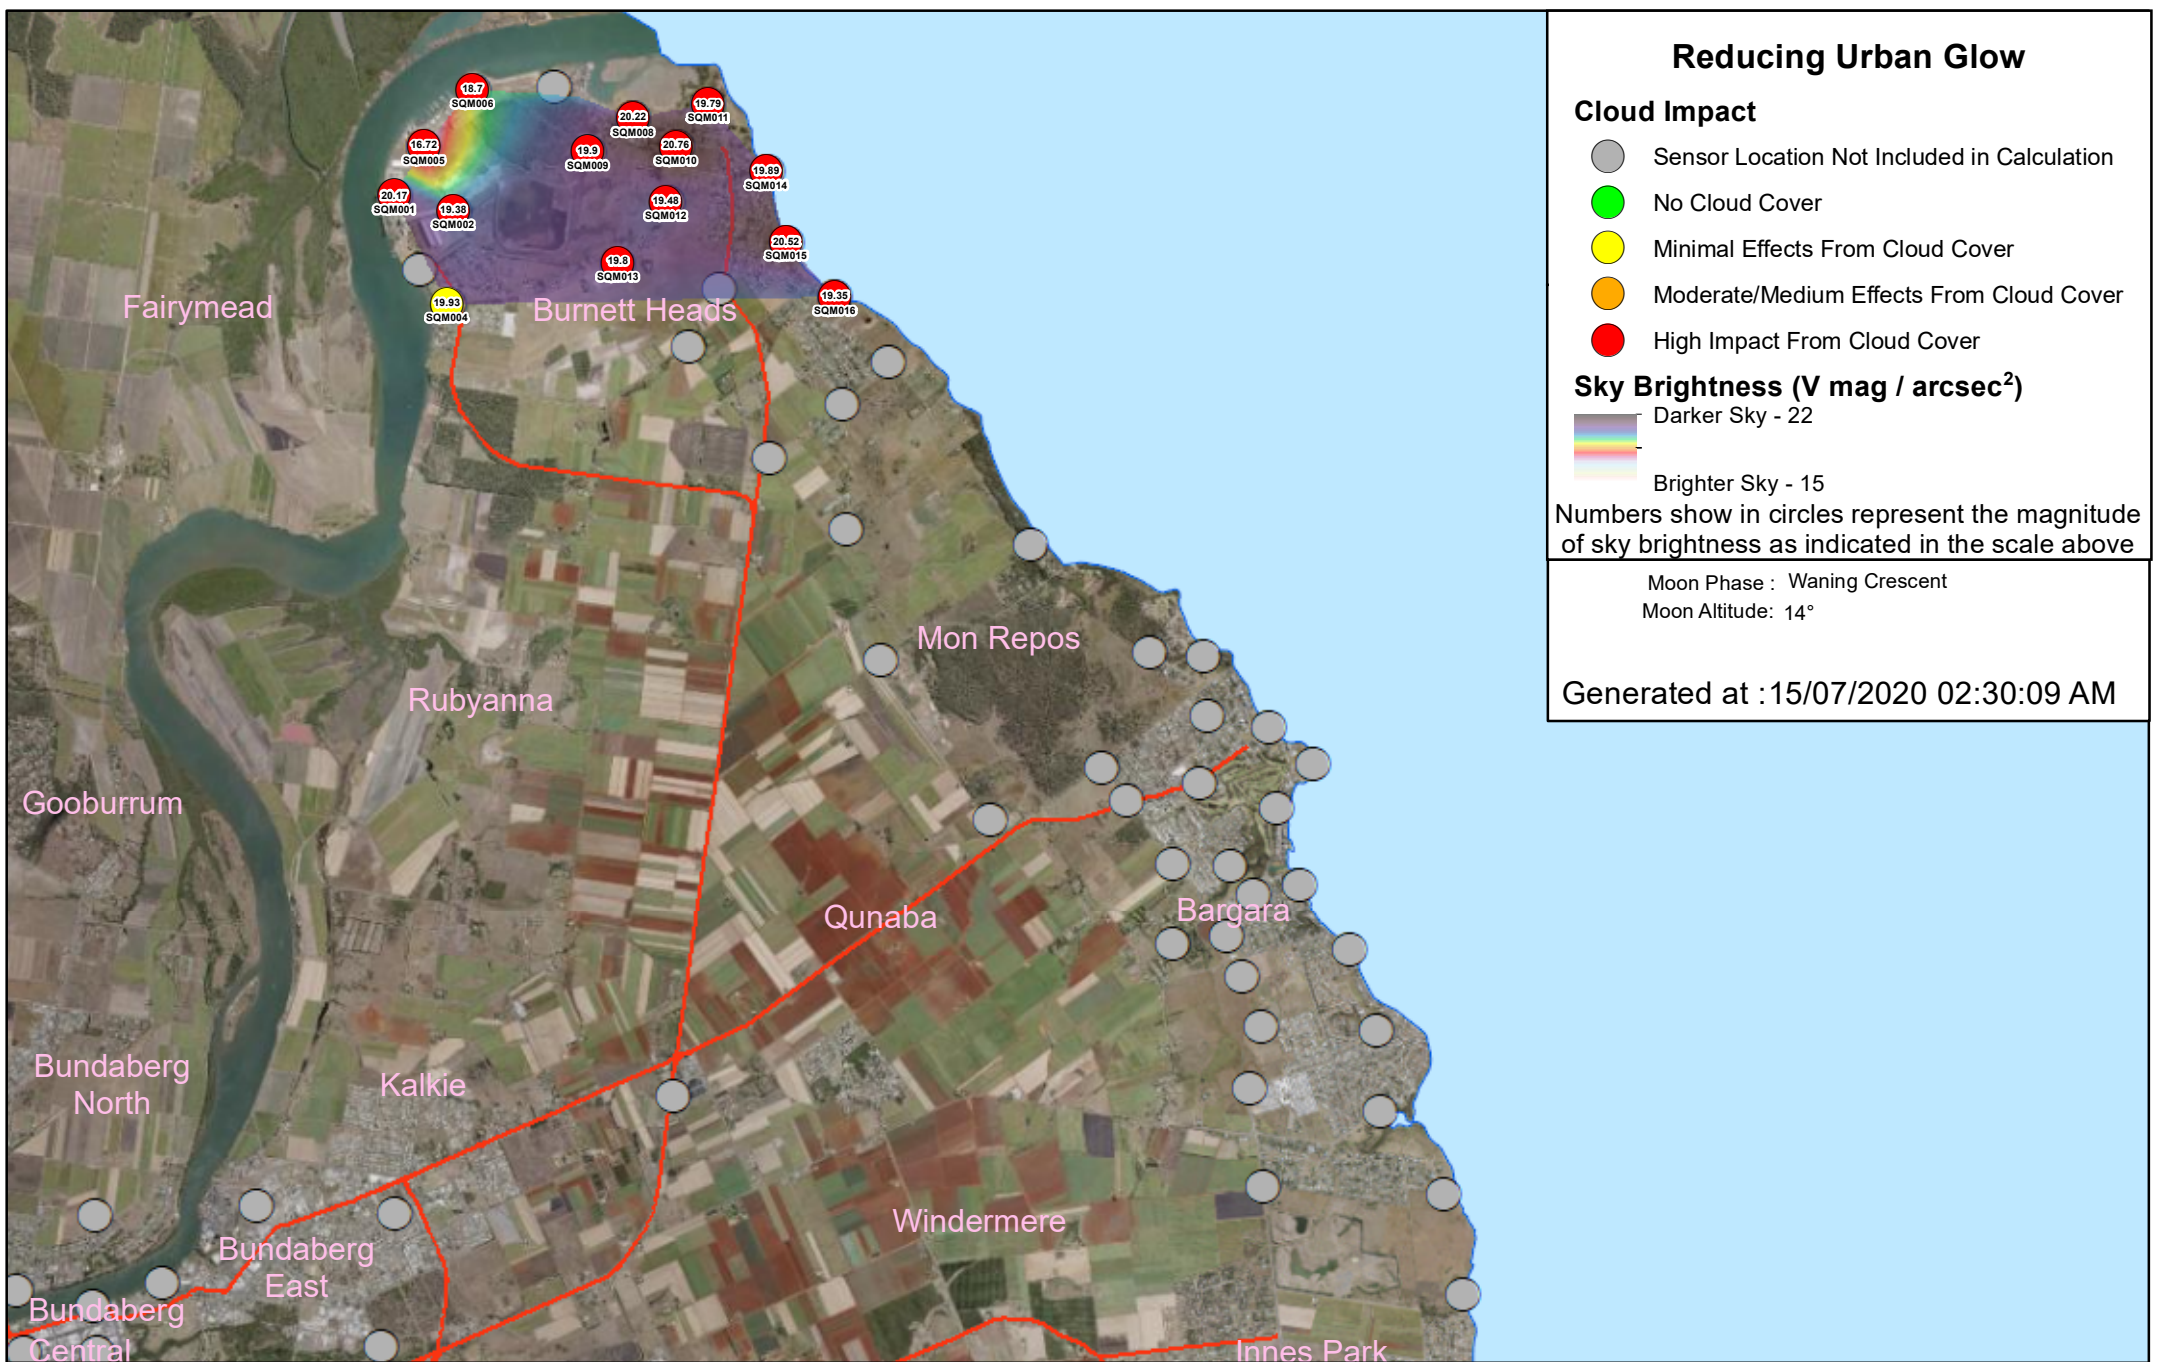 Reducing Urban Glow
Cloud Impact
Sensor Location Not Included in Calculation
No Cloud Cover
Minimal Effects From Cloud Cover
Moderate/Medium Effects From Cloud Cover
High Impact From Cloud Cover
Sky Brightness (V mag / arcsec²)
Darker Sky - 22
Brighter Sky - 15
Numbers show in circles represent the magnitude
of sky brightness as indicated in the scale above
Moon Phase : Waning Crescent
Moon Altitude: 14°
Generated at :15/07/2020 02:30:09 AM
18.7
SQM006
19.79
SQM011
20.22
SQM008
16.72
SQM005
19.9
SQM009
20.76
SQM010
19.89
SQM014
20.17
SQM001
19.38
SQM002
19.48
SQM012
20.52
SQM015
19.8
SQM013
19.93
SQM004
19.35
SQM016
Fairymead
Burnett Heads
Mon Repos
Rubyanna
Gooburrum
Qunaba
Bargara
Bundaberg
North
Kalkie
Windermere
Bundaberg
East
Bundaberg
Central
Innes Park